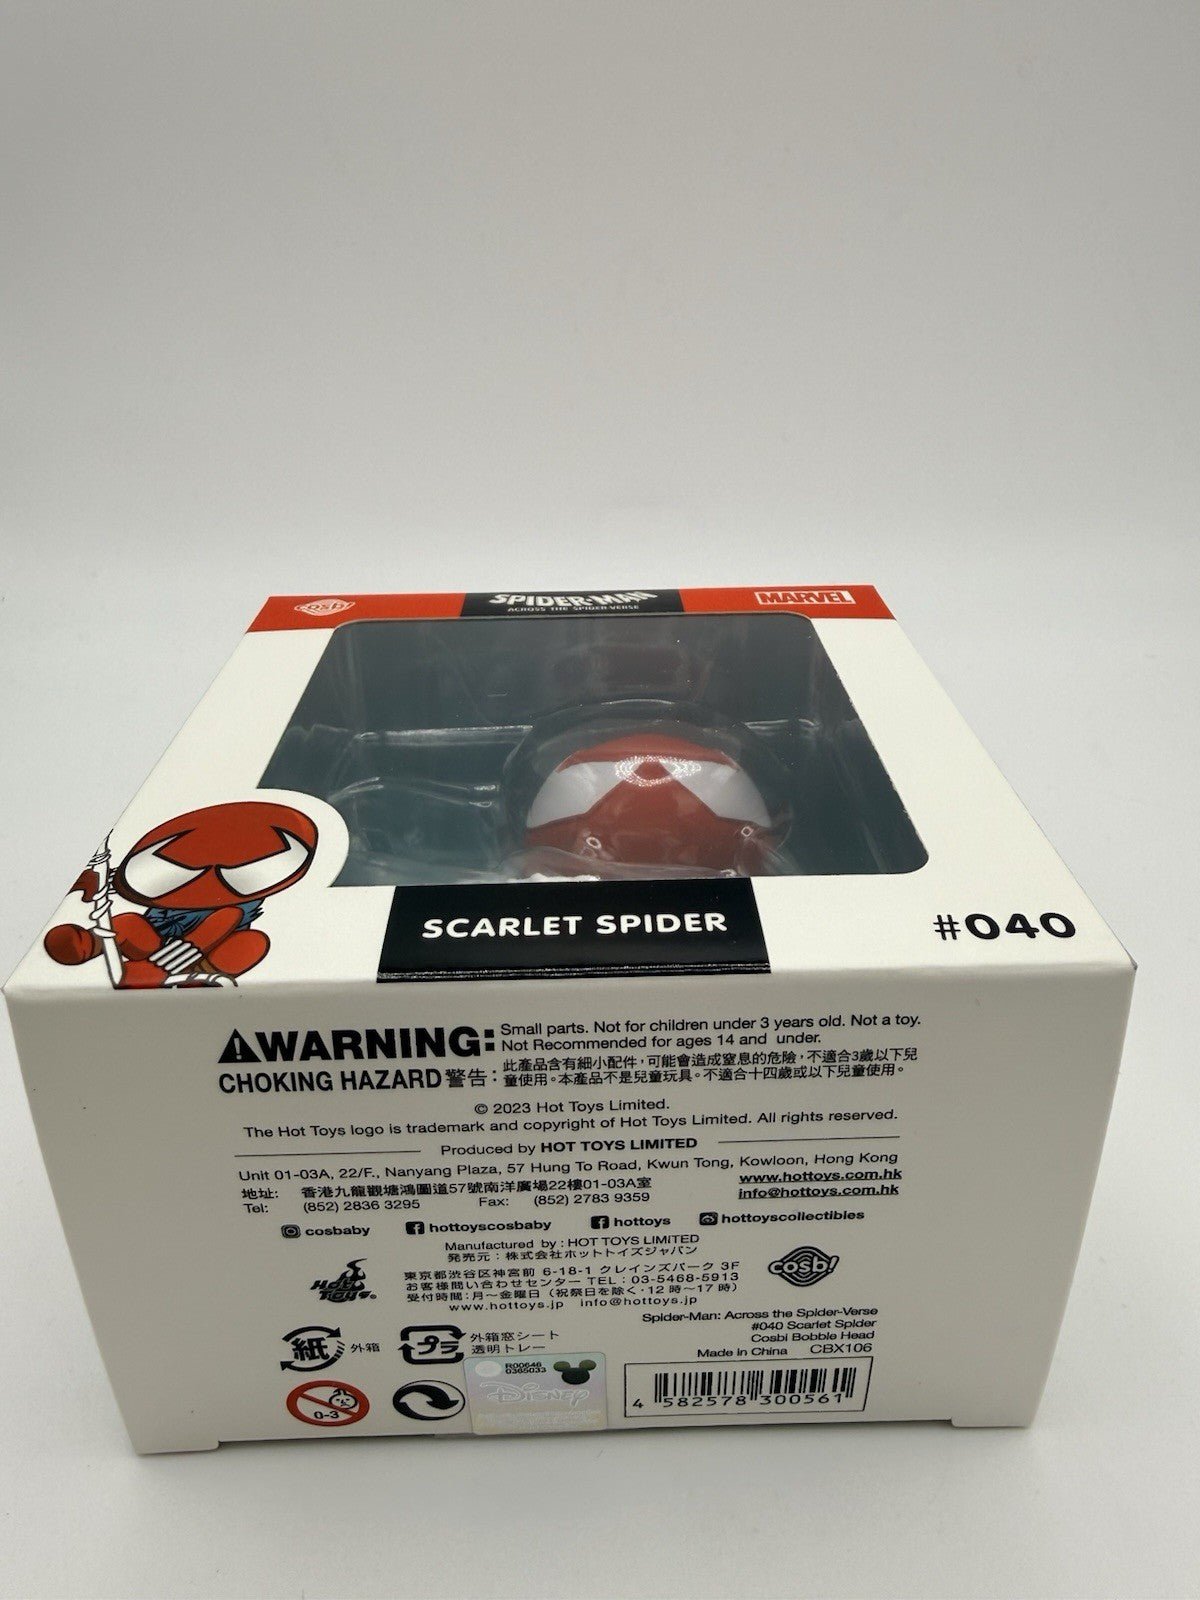 cosbi
SPIDER-MAN
ACROSS THE SPIDER-VERSE
MARVEL
SCARLET SPIDER
#040
WARNING: Small parts. Not for children under 3 years old. Not a toy.
Not Recommended for ages 14 and under.
CHOKING HAZARD 警告：此產品含有細小配件，可能會造成窒息的危險，不適合3歲以下兒
童使用。本產品不是兒童玩具。不適合十四歲或以下兒童使用。
© 2023 Hot Toys Limited.
The Hot Toys logo is trademark and copyright of Hot Toys Limited. All rights reserved.
Produced by HOT TOYS LIMITED
Unit 01-03A, 22/F., Nanyang Plaza, 57 Hung To Road, Kwun Tong, Kowloon, Hong Kong
地址: 香港九龍觀塘鴻圖道57號南洋廣場22樓01-03A室
www.hottoys.com.hk
Tel: (852) 2836 3295 Fax: (852) 2783 9359
info@hottoys.com.hk
cosbaby hottoyscosbaby hottoys hottoyscollectibles
Manufactured by : HOT TOYS LIMITED
発売元：株式会社ホットトイズジャパン
東京都渋谷区神宮前 6-18-1 クレインズパーク 3F
お客様問い合わせセンター TEL：03-5468-5913
受付時間：月～金曜日（祝祭日を除く・12時～17時）
www.hottoys.jp info@hottoys.jp
HOT TOYS
cosbi
Spider-Man: Across the Spider-Verse
#040 Scarlet Spider
Cosbi Bobble Head
Made in China CBX106
紙 外箱
プラ 外箱窓シート
透明トレー
0-3
R00646
0365033
Disney
4 582578 300561